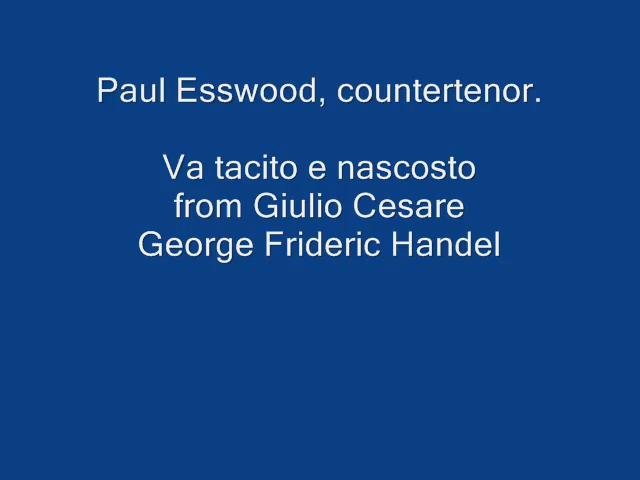 Paul Esswood, countertenor.
Va tacito e nascosto
from Giulio Cesare
George Frideric Handel